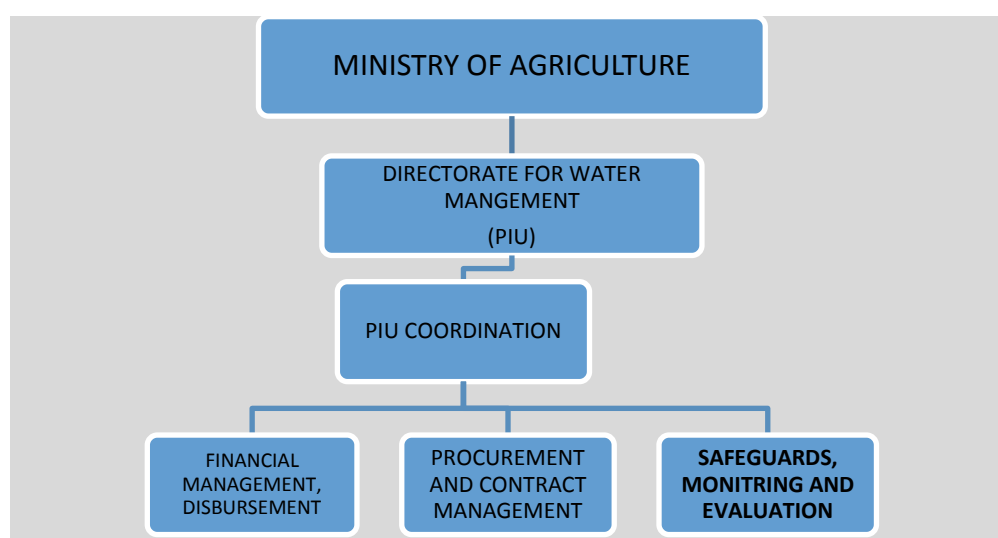 MINISTRY OF AGRICULTURE
DIRECTORATE FOR WATER
MANGEMENT
(PIU)
PIU COORDINATION
FINANCIAL
MANAGEMENT,
DISBURSEMENT
PROCUREMENT
AND CONTRACT
MANAGEMENT
SAFEGUARDS,
MONITRING AND
EVALUATION